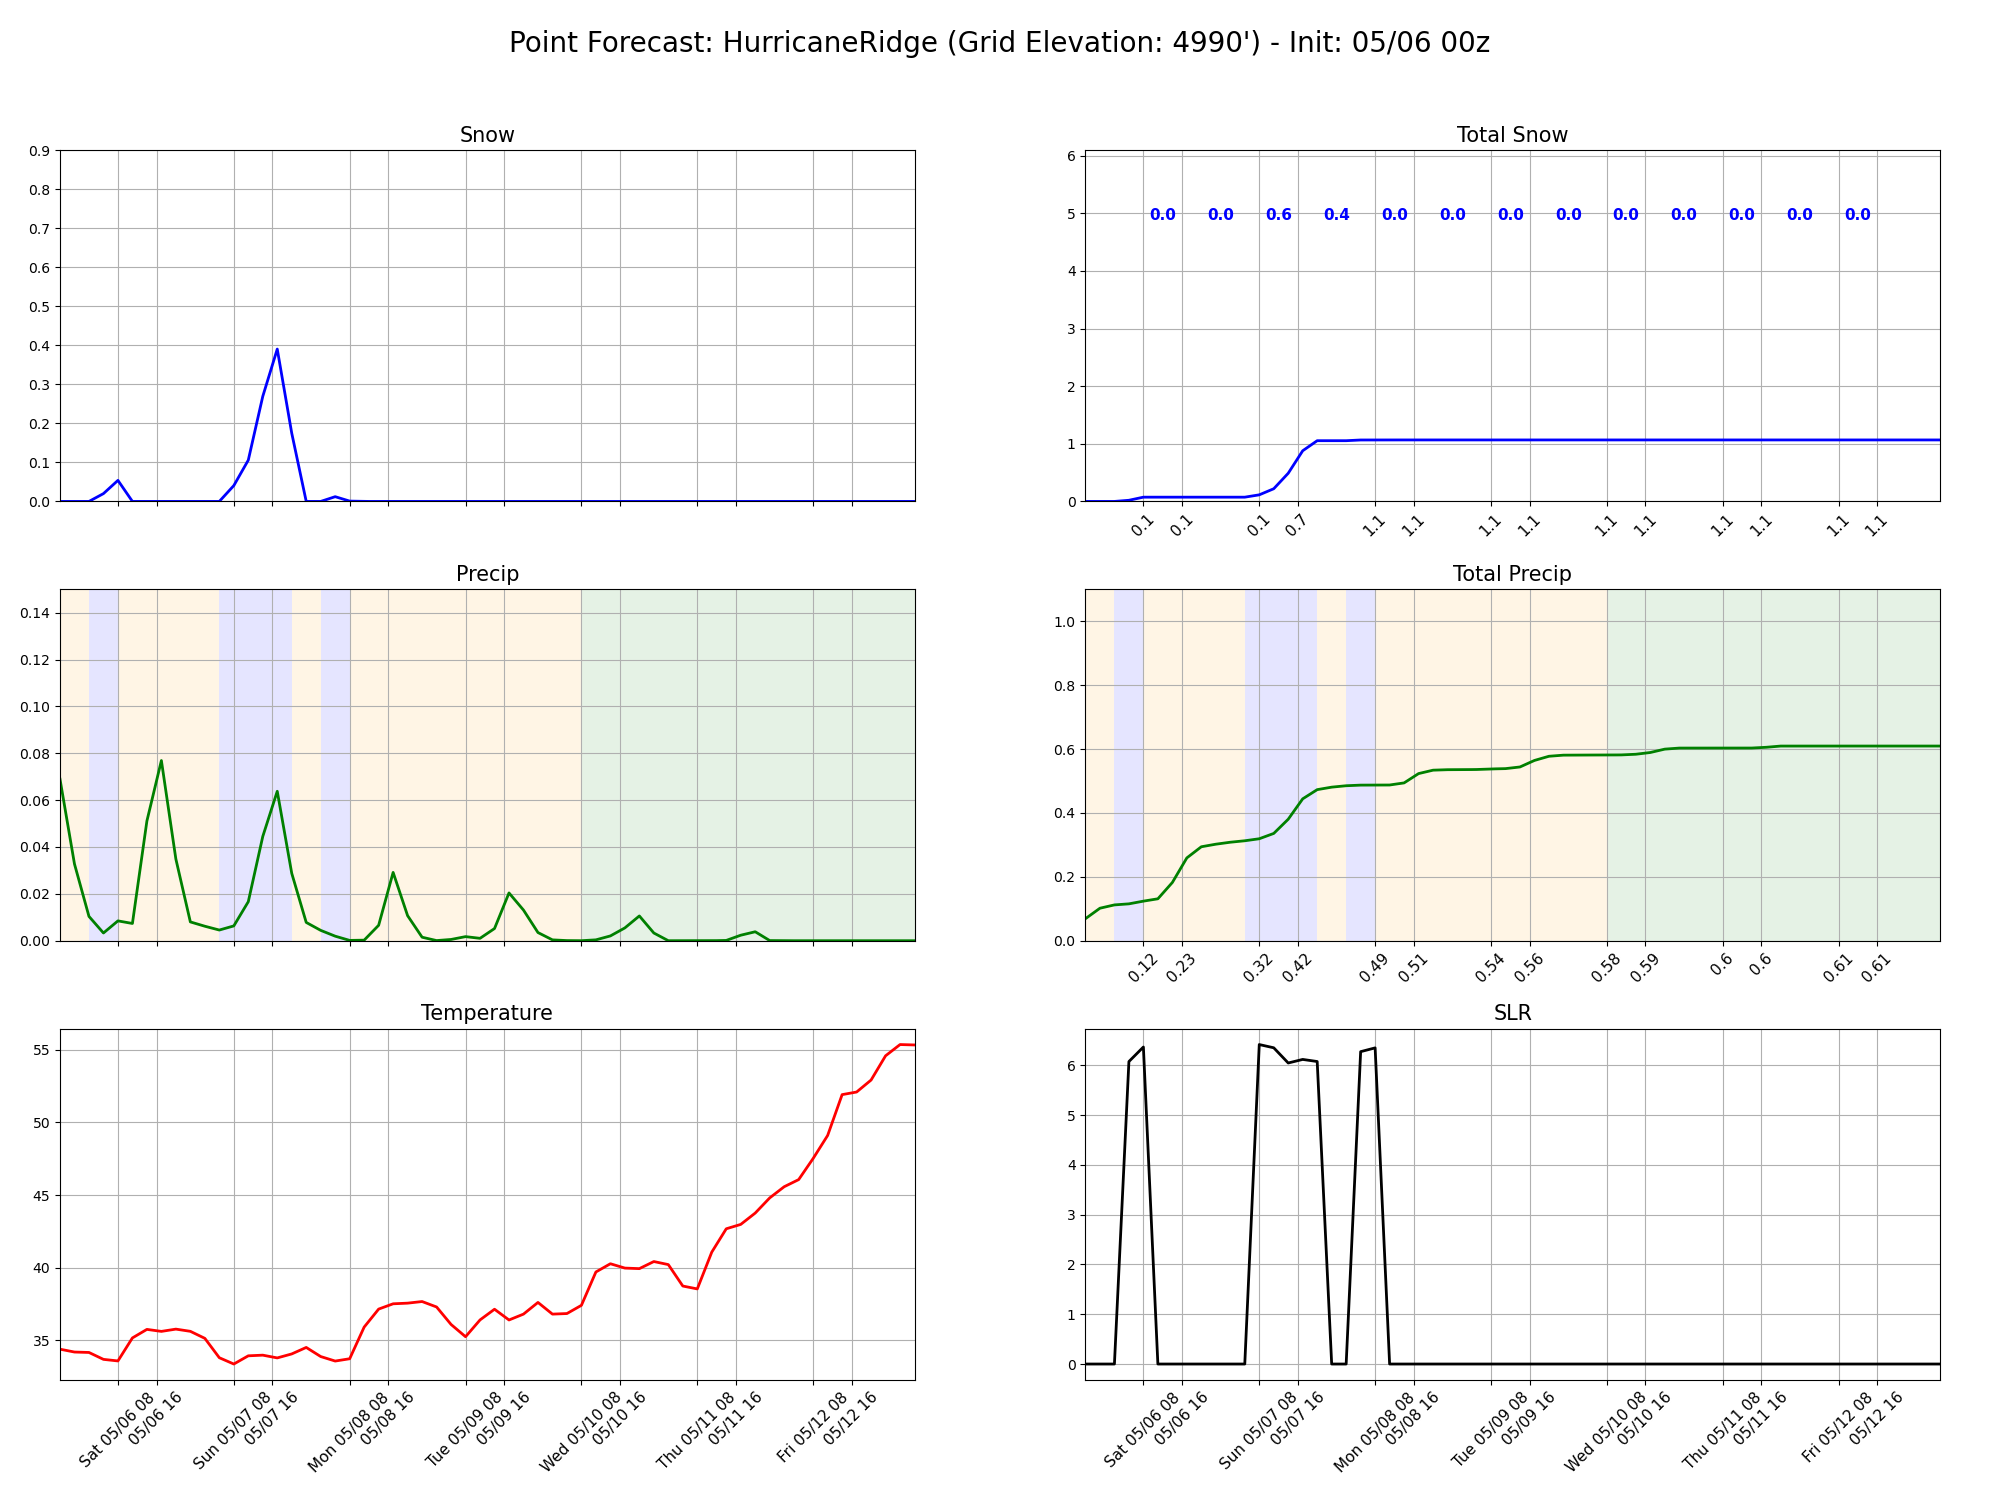 Point Forecast: HurricaneRidge (Grid Elevation: 4990') - Init: 05/06 00z
Snow
0.9
0.8
0.7
0.6
0.5
0.4
0.3
0.2
0.1
0.0
Total Snow
6
5
4
3
2
1
0
0.0 0.0 0.6 0.4 0.0 0.0 0.0 0.0 0.0 0.0 0.0 0.0 0.0
0.1 0.1 0.1 0.7 1.1 1.1 1.1 1.1 1.1 1.1 1.1 1.1 1.1 1.1
Precip
0.14
0.12
0.10
0.08
0.06
0.04
0.02
0.00
Total Precip
1.0
0.8
0.6
0.4
0.2
0.0
0.12 0.23 0.32 0.42 0.49 0.51 0.54 0.56 0.58 0.59 0.6 0.6 0.61 0.61
Temperature
55
50
45
40
35
Sat 05/06 08
05/06 16
Sun 05/07 08
05/07 16
Mon 05/08 08
05/08 16
Tue 05/09 08
05/09 16
Wed 05/10 08
05/10 16
Thu 05/11 08
05/11 16
Fri 05/12 08
05/12 16
SLR
6
5
4
3
2
1
0
Sat 05/06 08
05/06 16
Sun 05/07 08
05/07 16
Mon 05/08 08
05/08 16
Tue 05/09 08
05/09 16
Wed 05/10 08
05/10 16
Thu 05/11 08
05/11 16
Fri 05/12 08
05/12 16